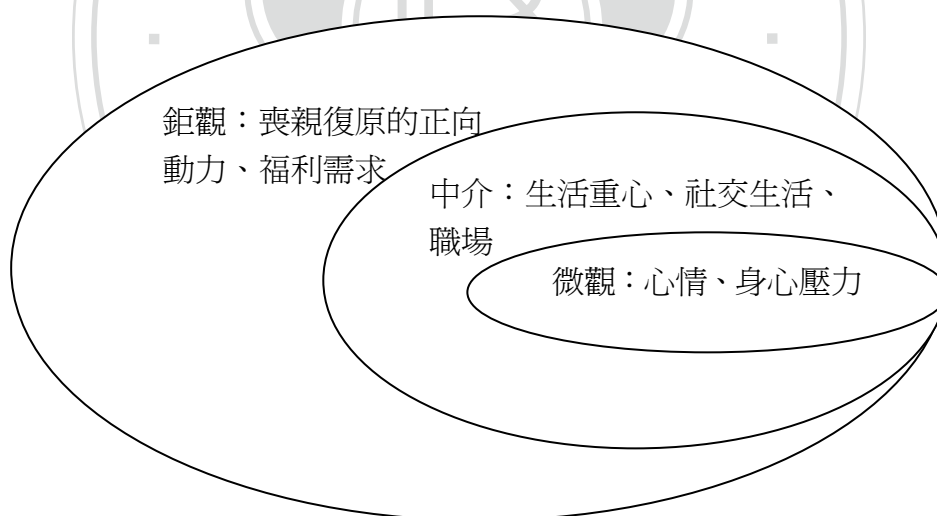 鉅觀：喪親復原的正向
動力、福利需求
中介：生活重心、社交生活、
職場
微觀：心情、身心壓力